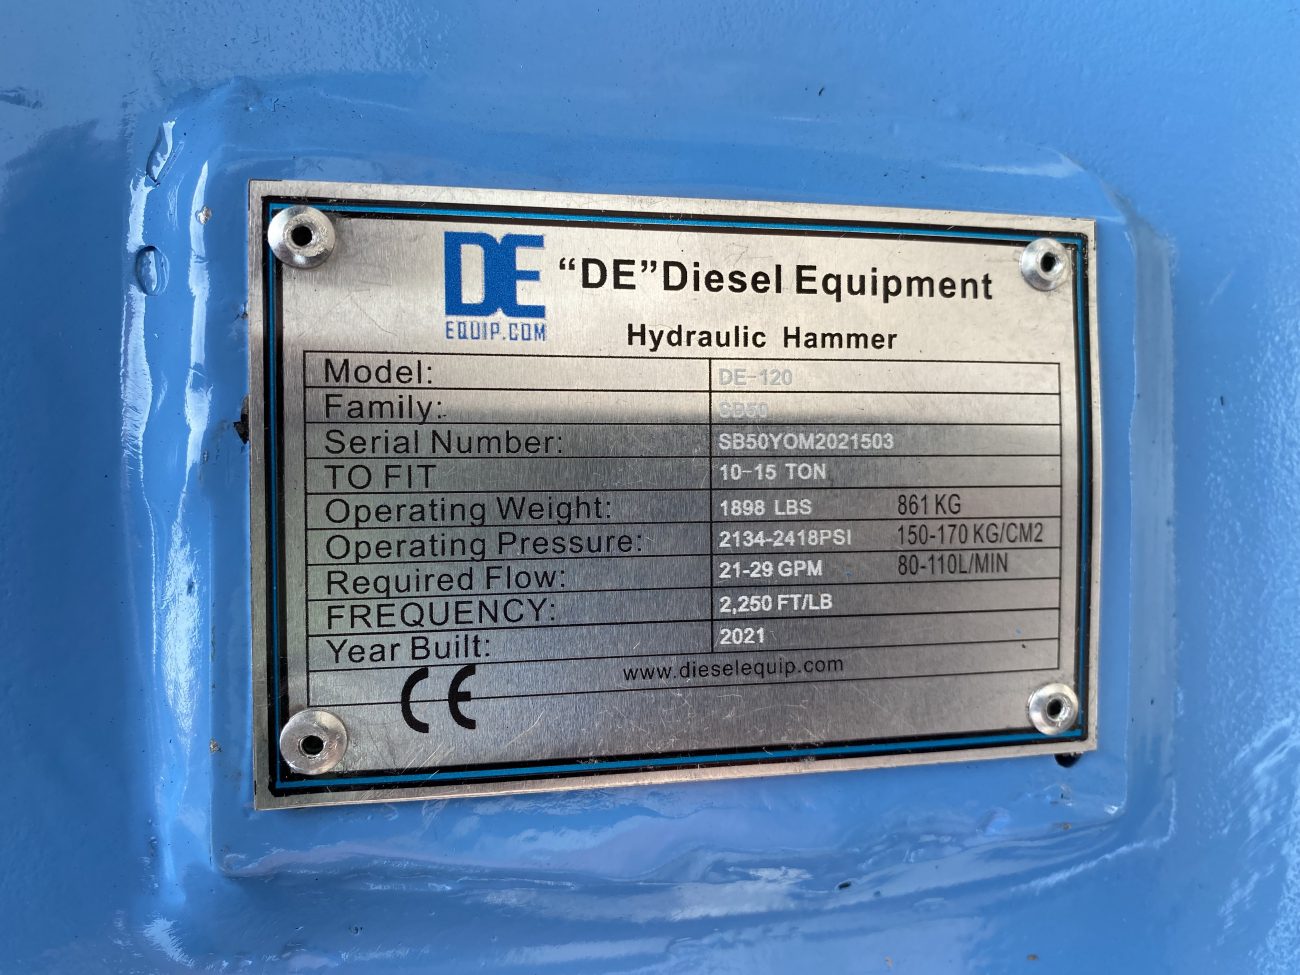 DE
EQUIP.COM
“DE”Diesel Equipment
Hydraulic Hammer
Model: DE-120
Family: SB50
Serial Number: SB50YOM2021503
TO FIT 10-15 TON
Operating Weight: 1898 LBS 861 KG
Operating Pressure: 2134-2418PSI 150-170 KG/CM2
Required Flow: 21-29 GPM 80-110L/MIN
FREQUENCY: 2,250 FT/LB
Year Built: 2021
www.dieselequip.com
CE